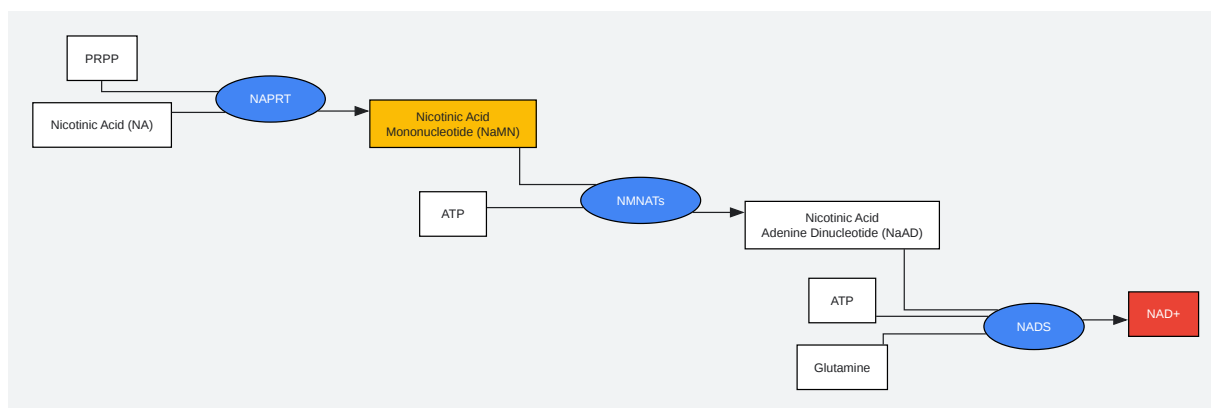 PRPP
NAPRT
Nicotinic Acid (NA)
Nicotinic Acid
Mononucleotide (NaMN)
ATP
NMNATs
Nicotinic Acid
Adenine Dinucleotide (NaAD)
ATP
NADS
NAD+
Glutamine